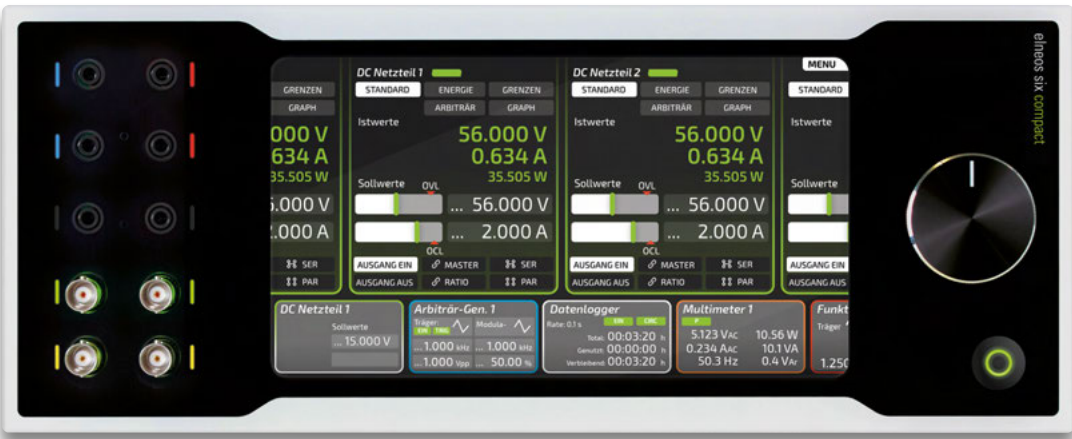 elneos six compact
MENU
GRENZEN
GRAPH
000 V
634 A
35.505 W
.000 V
.000 A
SER
PAR
DC Netzteil 1
STANDARD ENERGIE GRENZEN
ARBITRÄR GRAPH
Istwerte
56.000 V
0.634 A
35.505 W
Sollwerte OVL
... 56.000 V
... 2.000 A
OCL
AUSGANG EIN MASTER SER
AUSGANG AUS RATIO PAR
DC Netzteil 2
STANDARD ENERGIE GRENZEN
ARBITRÄR GRAPH
Istwerte
56.000 V
0.634 A
35.505 W
Sollwerte OVL
... 56.000 V
... 2.000 A
OCL
AUSGANG EIN MASTER SER
AUSGANG AUS RATIO PAR
STANDARD
Istwerte
Sollwerte
AUSGANG EIN
AUSGANG AUS
DC Netzteil 1
Sollwerte
... 15.000 V
Arbiträr-Gen. 1
Träger: Modula-
EIN TRIG
...1.000 kHz ... 1.000 kHz
...1.000 Vpp ... 50.00 %
Datenlogger
Rate: 0.1 s EIN CNC
Total: 00:03:20 h
Genutzt: 00:00:00 h
Verbleibend: 00:03:20 h
Multimeter 1
P
5.123 VAC 10.56 W
0.234 AAC 10.1 VA
50.3 Hz 0.4 VAr
Funkt
Träger
1.250